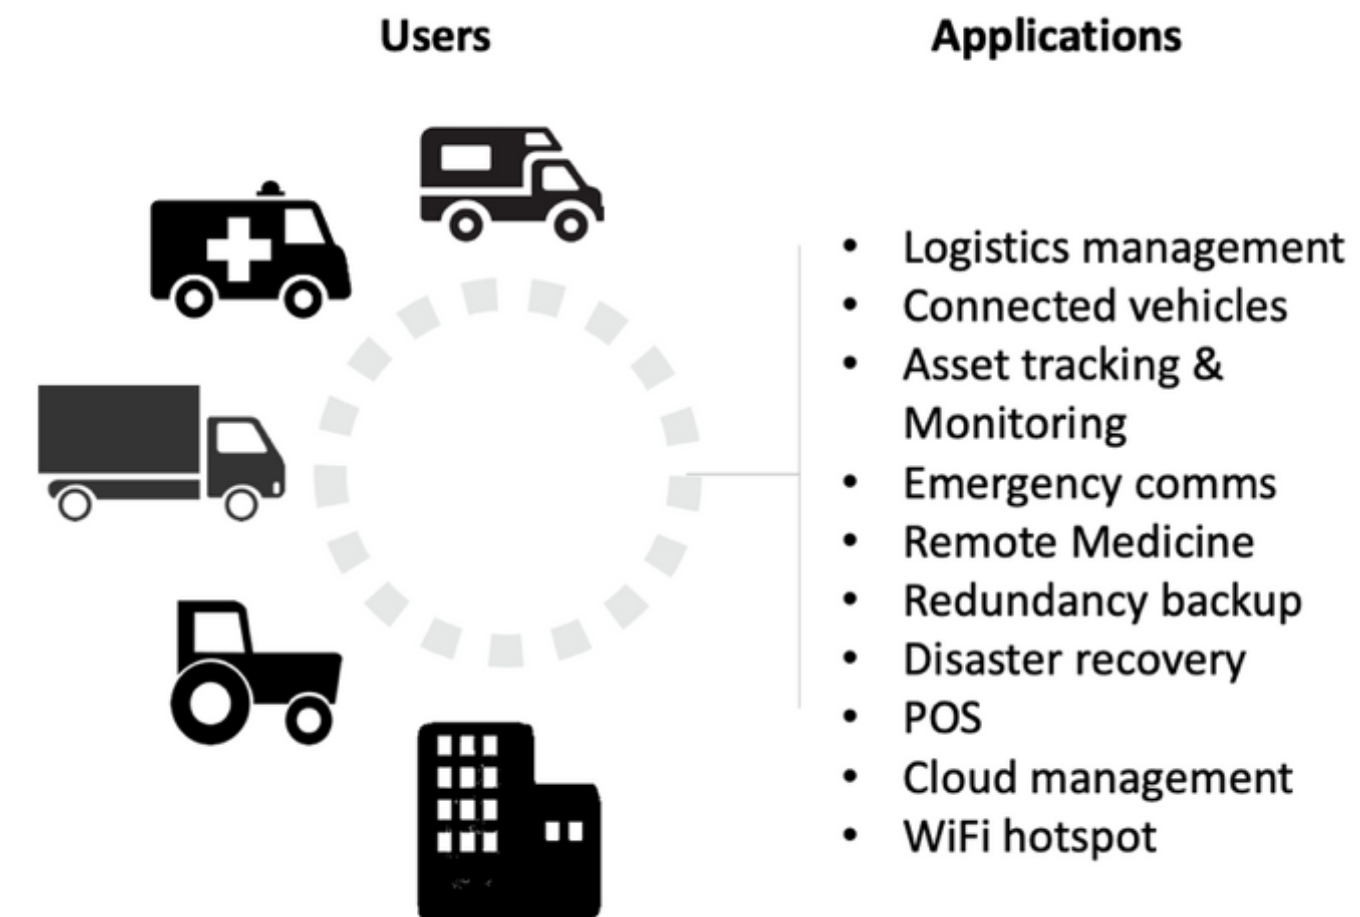 Users
Applications
• Logistics management
• Connected vehicles
• Asset tracking &
Monitoring
• Emergency comms
• Remote Medicine
• Redundancy backup
• Disaster recovery
• POS
• Cloud management
• WiFi hotspot